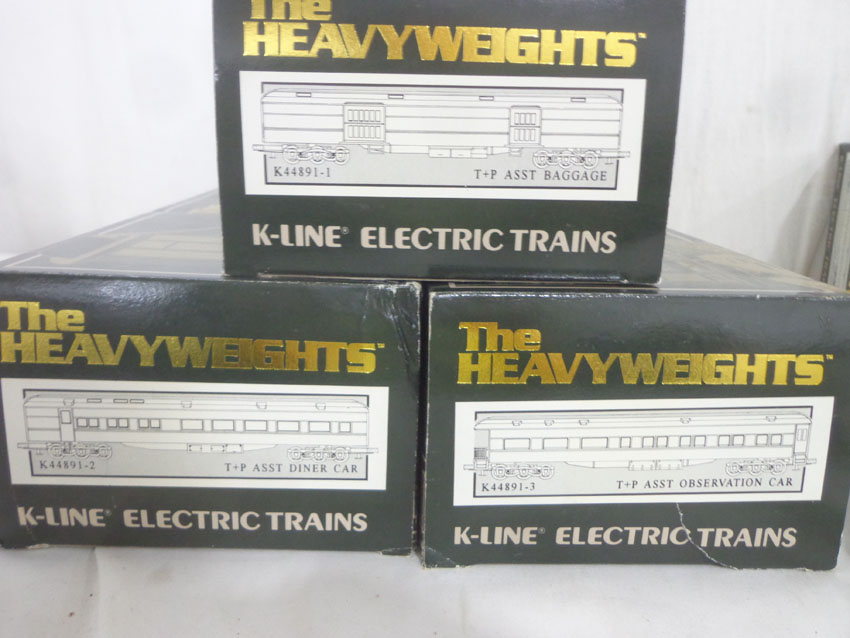 The
HEAVYWEIGHTS™
K44891-1 T+P ASST BAGGAGE
K-LINE® ELECTRIC TRAINS
The
HEAVYWEIGHTS™
K44891-2 T+P ASST DINER CAR
K-LINE® ELECTRIC TRAINS
The
HEAVYWEIGHTS™
K44891-3 T+P ASST OBSERVATION CAR
K-LINE® ELECTRIC TRAINS